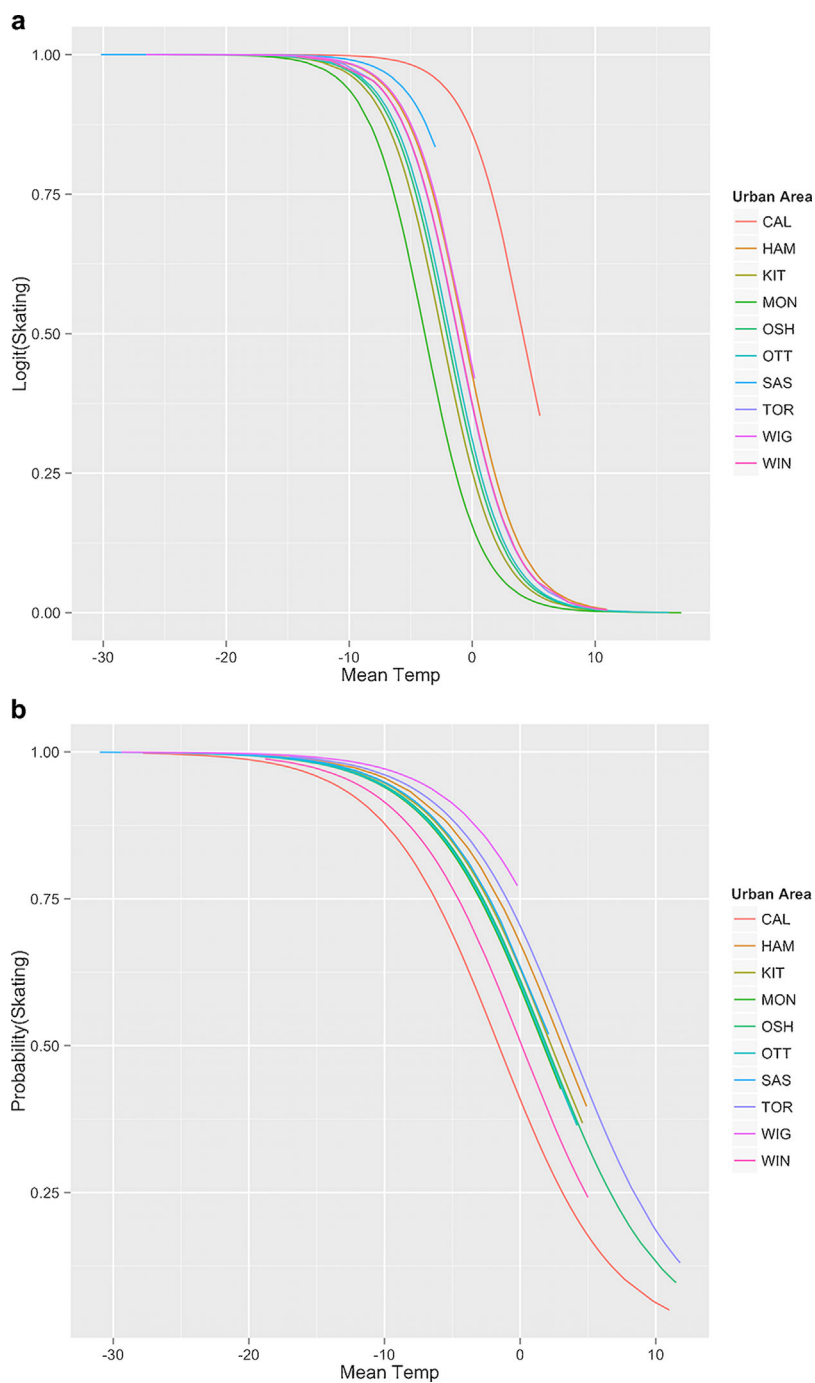 a
1.00
0.75
0.50
0.25
0.00
Logit(Skating)
-30 -20 -10 0 10
Mean Temp
Urban Area
CAL
HAM
KIT
MON
OSH
OTT
SAS
TOR
WIG
WIN
b
1.00
0.75
0.50
0.25
Probability(Skating)
-30 -20 -10 0 10
Mean Temp
Urban Area
CAL
HAM
KIT
MON
OSH
OTT
SAS
TOR
WIG
WIN